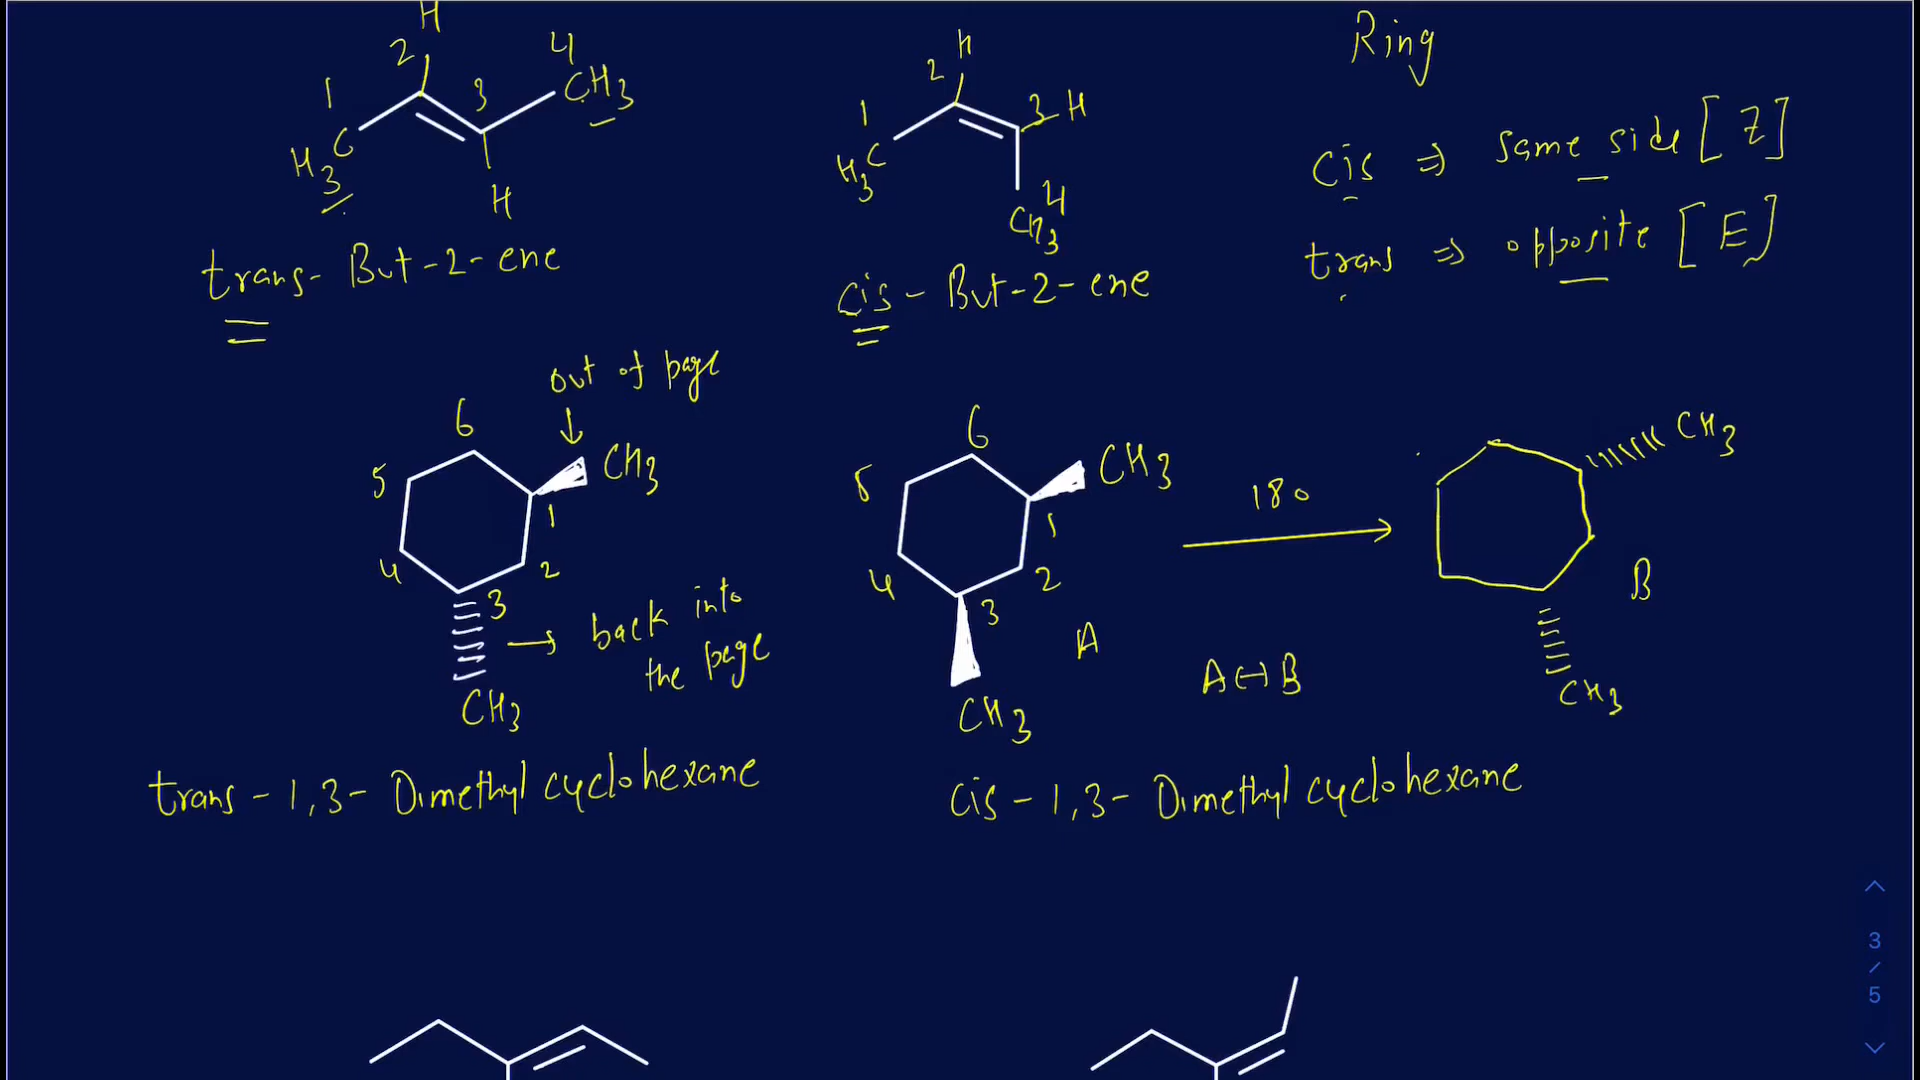 H
2
4
1
3
CH3
H3C
H
trans- But-2-ene
H
2
1
3
H
H3C
4
CH3
cis - But-2-ene
Ring
Cis ⇒ same side [Z]
trans ⇒ opposite [E]
out of page
↓
6
5
CH3
1
4
2
3
→ back into
the page
CH3
trans - 1,3- Dimethyl cyclohexane
6
5
CH3
1
4
2
3
A
CH3
180
A ↔ B
CH3
B
CH3
cis - 1,3- Dimethyl cyclohexane
3
/
5